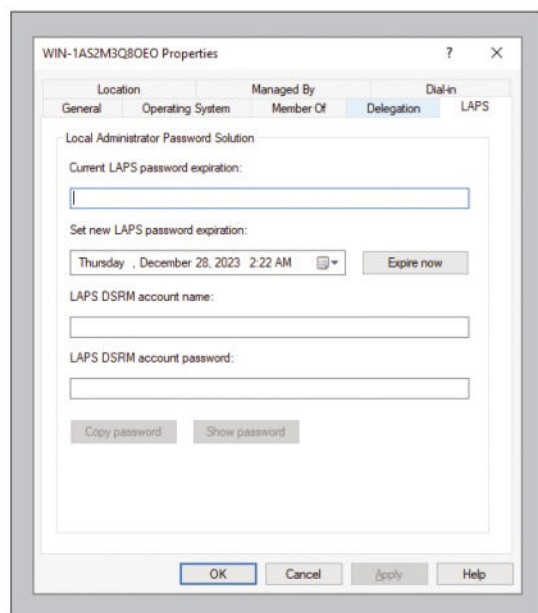 WIN-1AS2M3Q8OEO Properties ? ×
Location Managed By Dial-in
General Operating System Member Of Delegation LAPS
Local Administrator Password Solution
Current LAPS password expiration:
Set new LAPS password expiration:
Thursday , December 28, 2023 2:22 AM Expire now
LAPS DSRM account name:
LAPS DSRM account password:
Copy password Show password
OK Cancel Apply Help